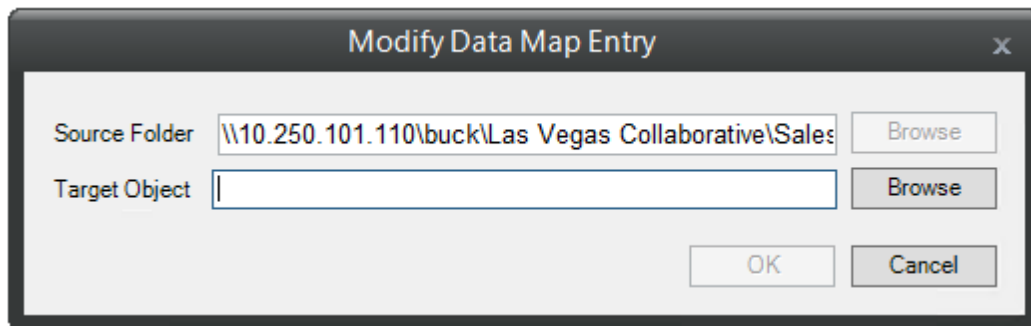 Modify Data Map Entry x
Source Folder \\10.250.101.110\buck\Las Vegas Collaborative\Sales Browse
Target Object Browse
OK Cancel